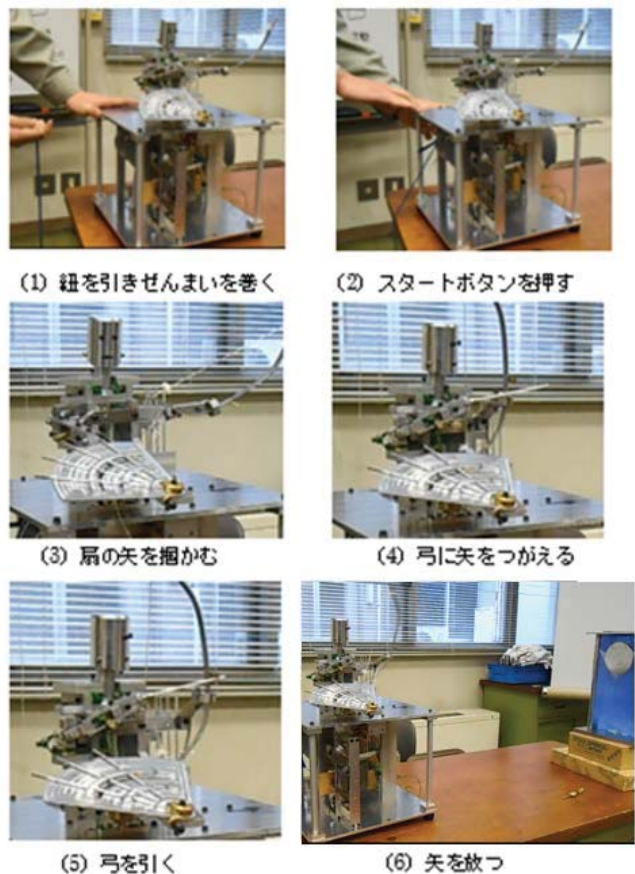 (1) 紐を引きぜんまいを巻く
(2) スタートボタンを押す
(3) 扇の矢を掴かむ
(4) 弓に矢をつがえる
(5) 弓を引く
(6) 矢を放つ